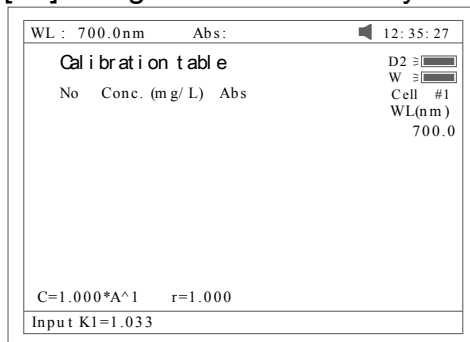 WL: 700.0nm Abs: 12:35:27
Calibration table
D2
W
No Conc. (mg/L) Abs
Cell #1
WL(nm)
700.0
C=1.000*A^1 r=1.000
Input K1=1.033